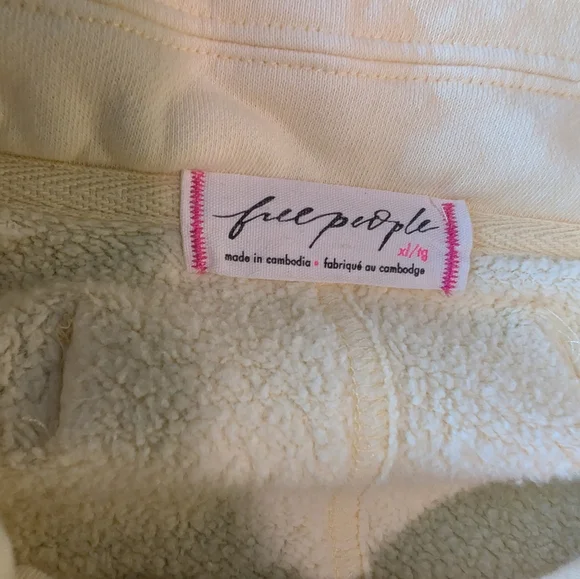 free people
xl/tg
made in cambodia • fabriqué au cambodge